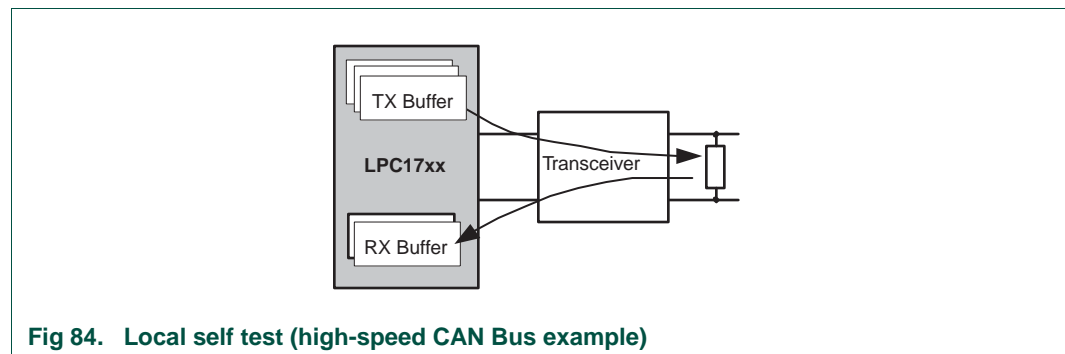 TX Buffer
LPC17xx
Transceiver
RX Buffer
Fig 84. Local self test (high-speed CAN Bus example)